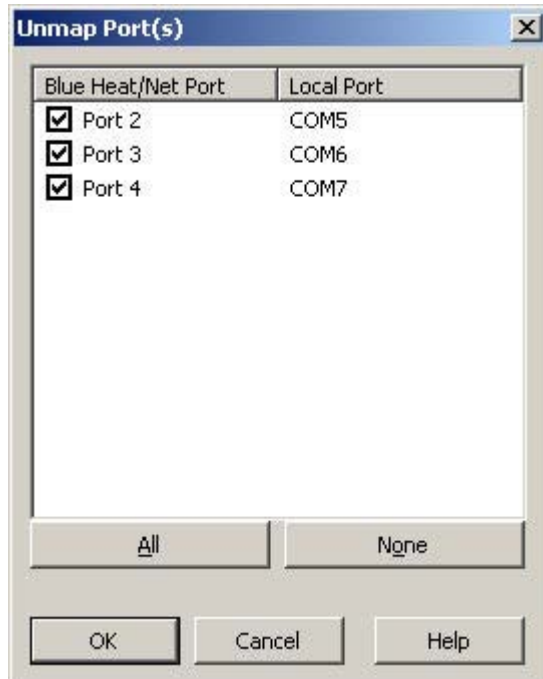 Unmap Port(s)
Blue Heat/Net Port Local Port
Port 2 COM5
Port 3 COM6
Port 4 COM7
All None
OK Cancel Help